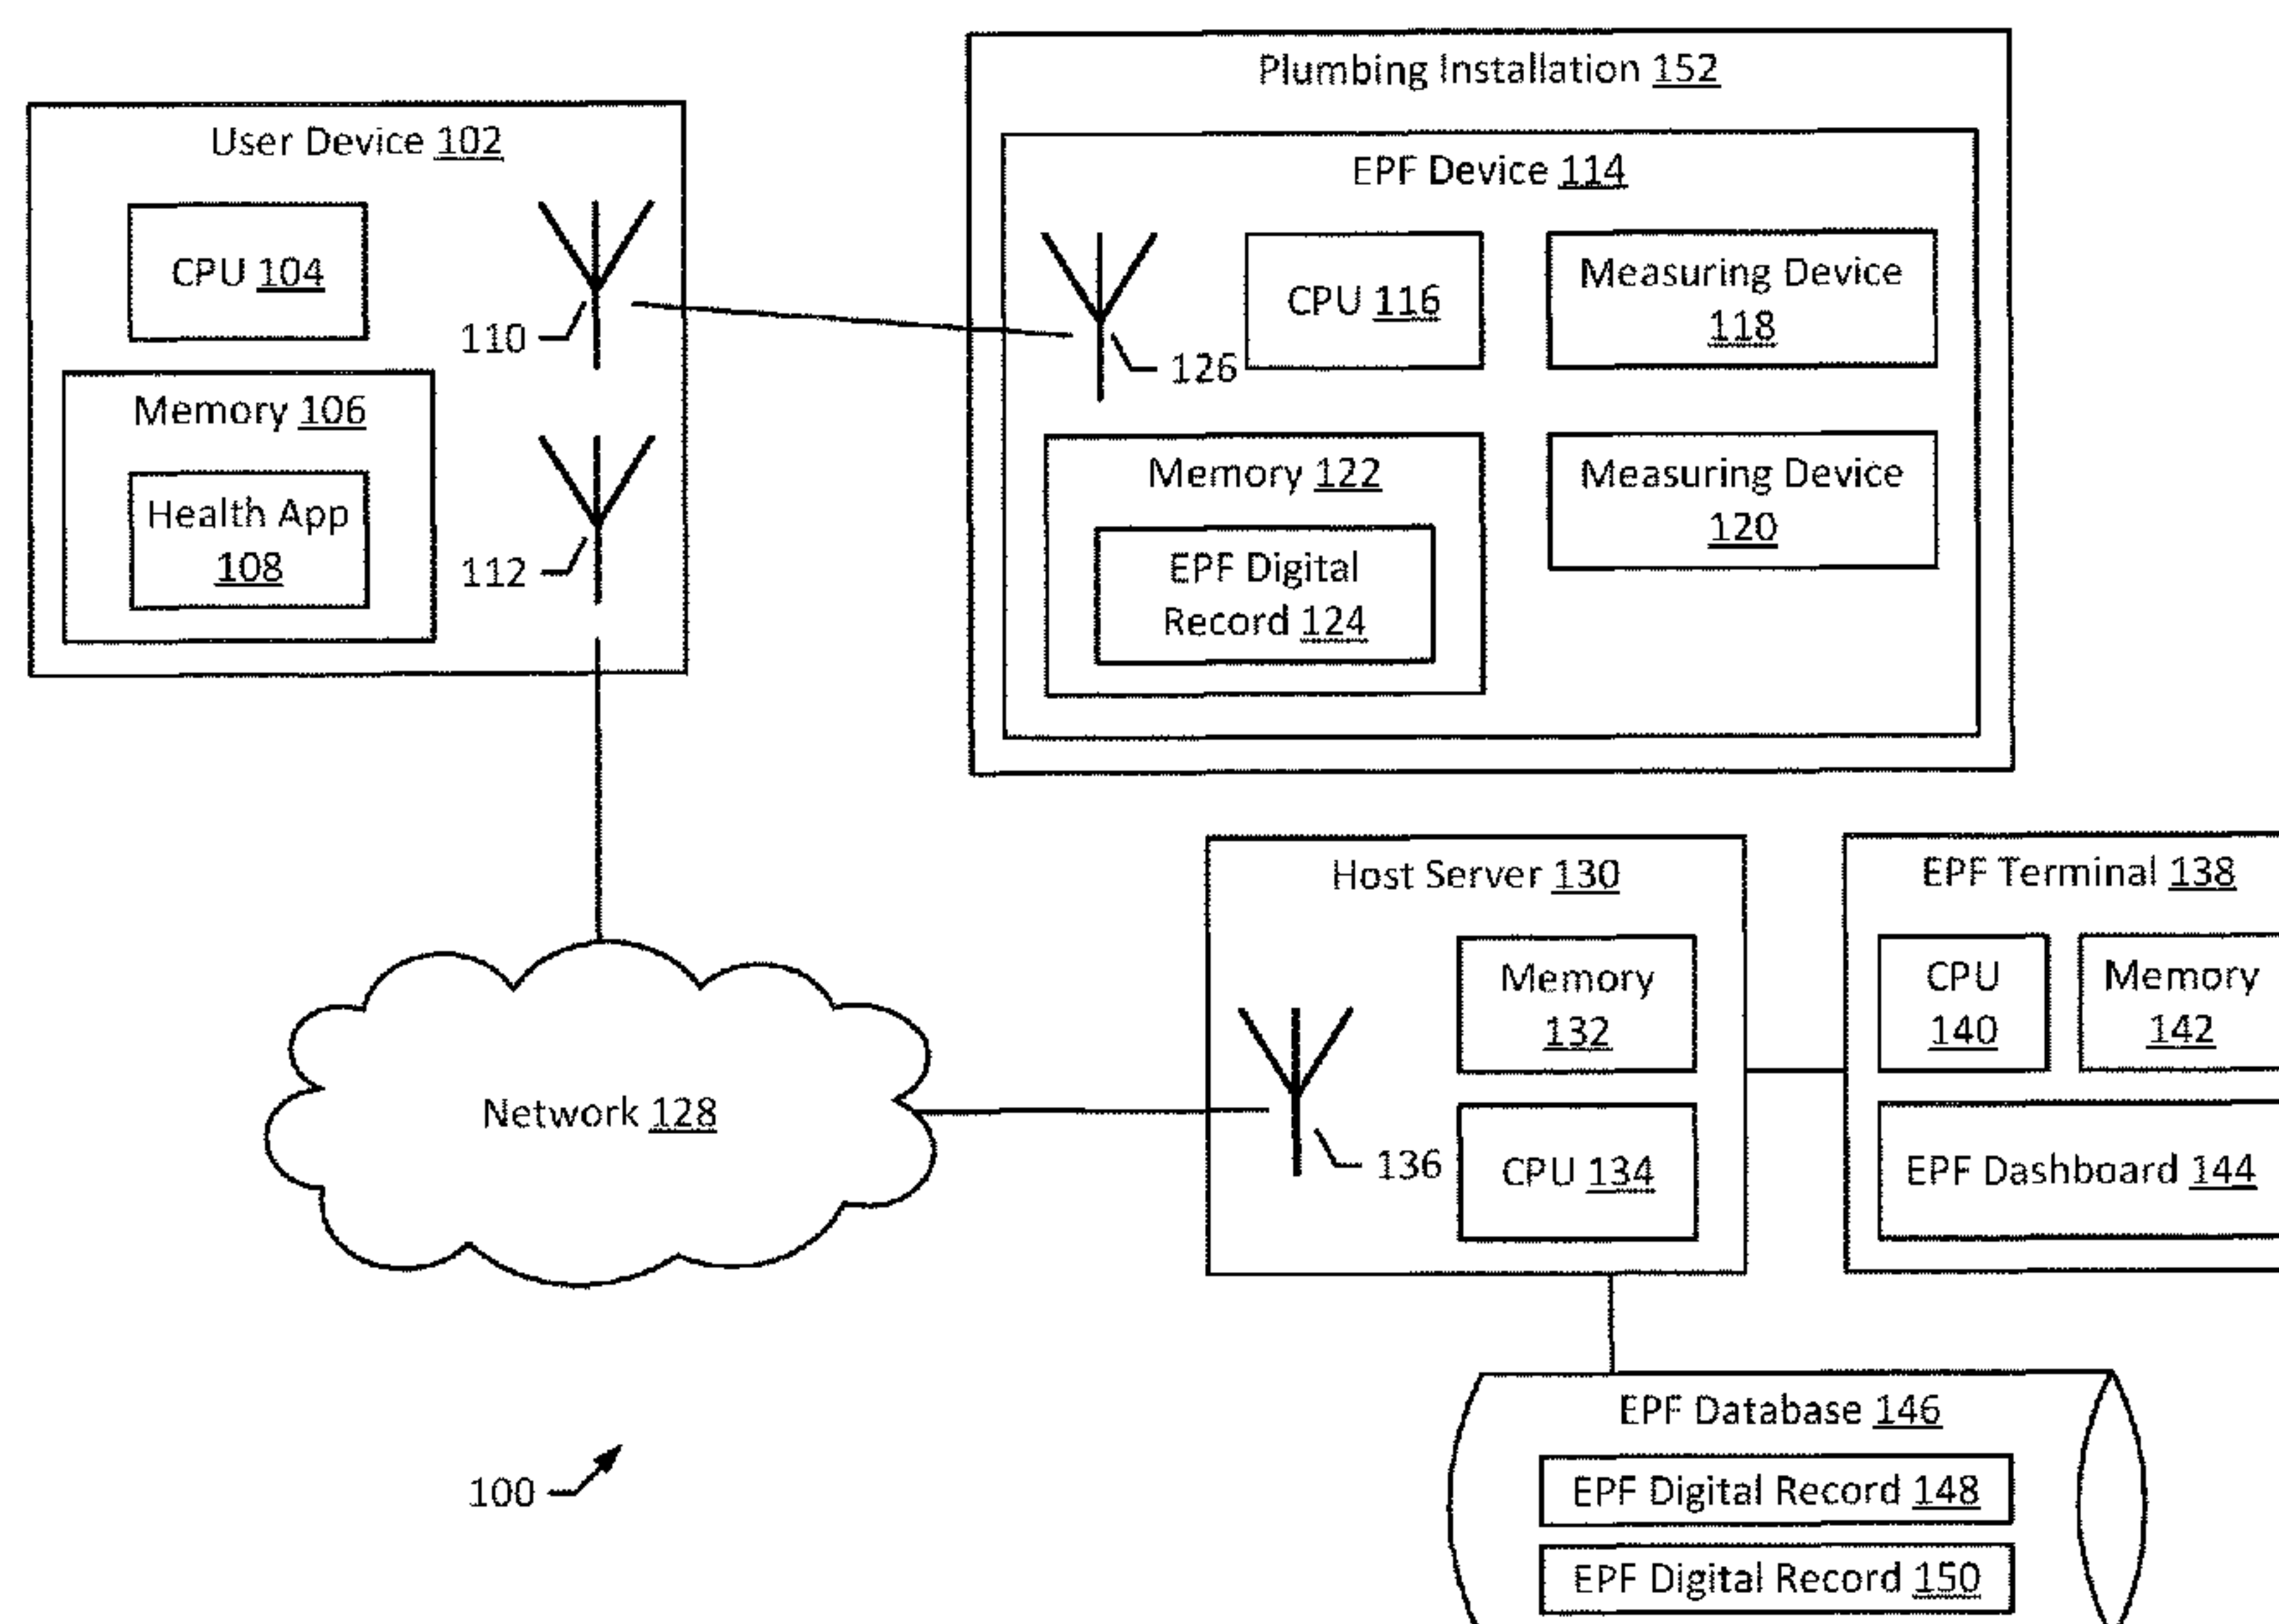 Plumbing Installation 152
User Device 102
EPF Device 114
CPU 104
CPU 116
Measuring Device
118
110
126
Memory 106
Health App
108
112
Memory 122
EPF Digital
Record 124
Measuring Device
120
Host Server 130
EPF Terminal 138
Memory
132
CPU
140
Memory
142
Network 128
136
CPU 134
EPF Dashboard 144
EPF Database 146
100
EPF Digital Record 148
EPF Digital Record 150